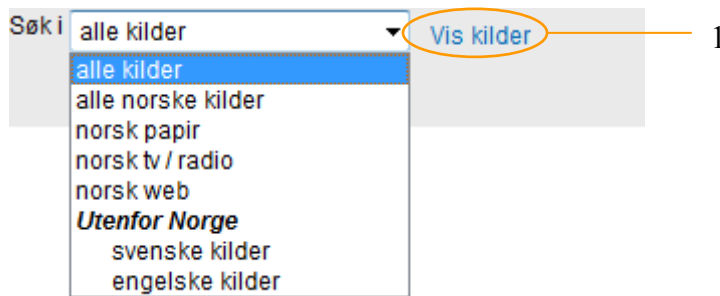 Søk i alle kilder Vis kilder 1
alle kilder
alle norske kilder
norsk papir
norsk tv / radio
norsk web
Utenfor Norge
svenske kilder
engelske kilder